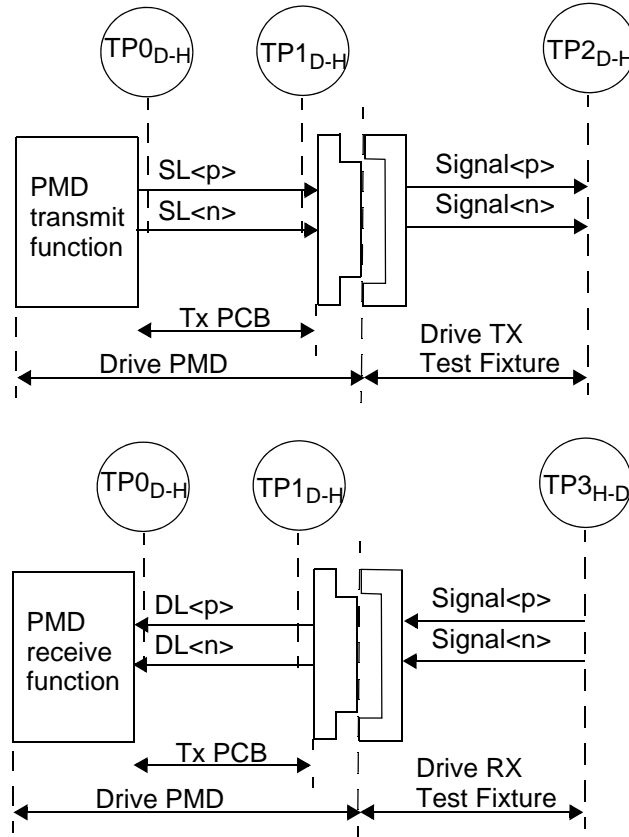 TP0D-H TP1D-H TP2D-H
PMD
transmit
function
SL<p>
SL<n>
Signal<p>
Signal<n>
Tx PCB
Drive PMD
Drive TX
Test Fixture
TP0D-H TP1D-H TP3H-D
PMD
receive
function
DL<p>
DL<n>
Signal<p>
Signal<n>
Tx PCB
Drive PMD
Drive RX
Test Fixture